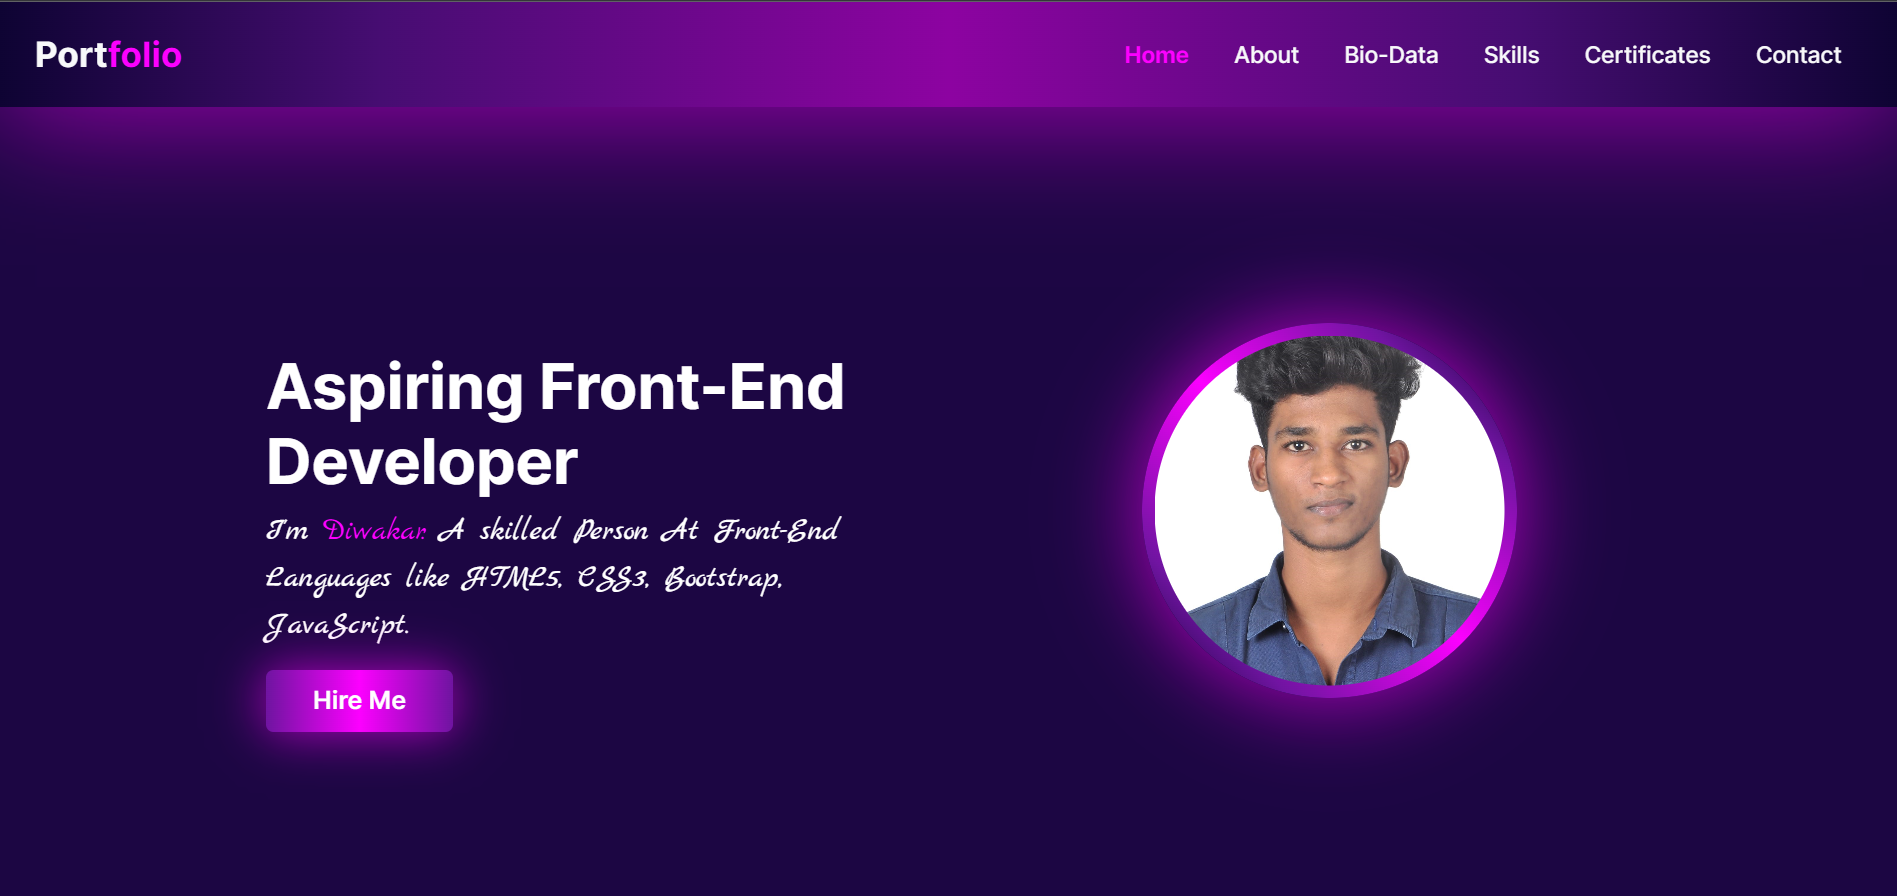 Portfolio
Home About Bio-Data Skills Certificates Contact
Aspiring Front-End
Developer
I'm Diwakar. A skilled Person At Front-End
Languages like HTML5, CSS3, Bootstrap,
JavaScript.
Hire Me